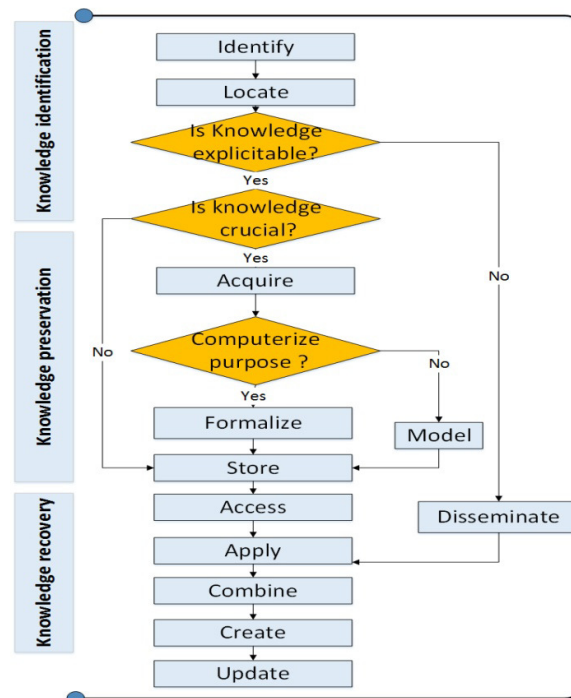 Knowledge identification
Identify
Locate
Is Knowledge
explicitable?
Yes
Is knowledge
crucial?
Yes
No
Knowledge preservation
Acquire
Computerize
purpose ?
No
No
Yes
Formalize
Model
Store
Knowledge recovery
Access
Disseminate
Apply
Combine
Create
Update